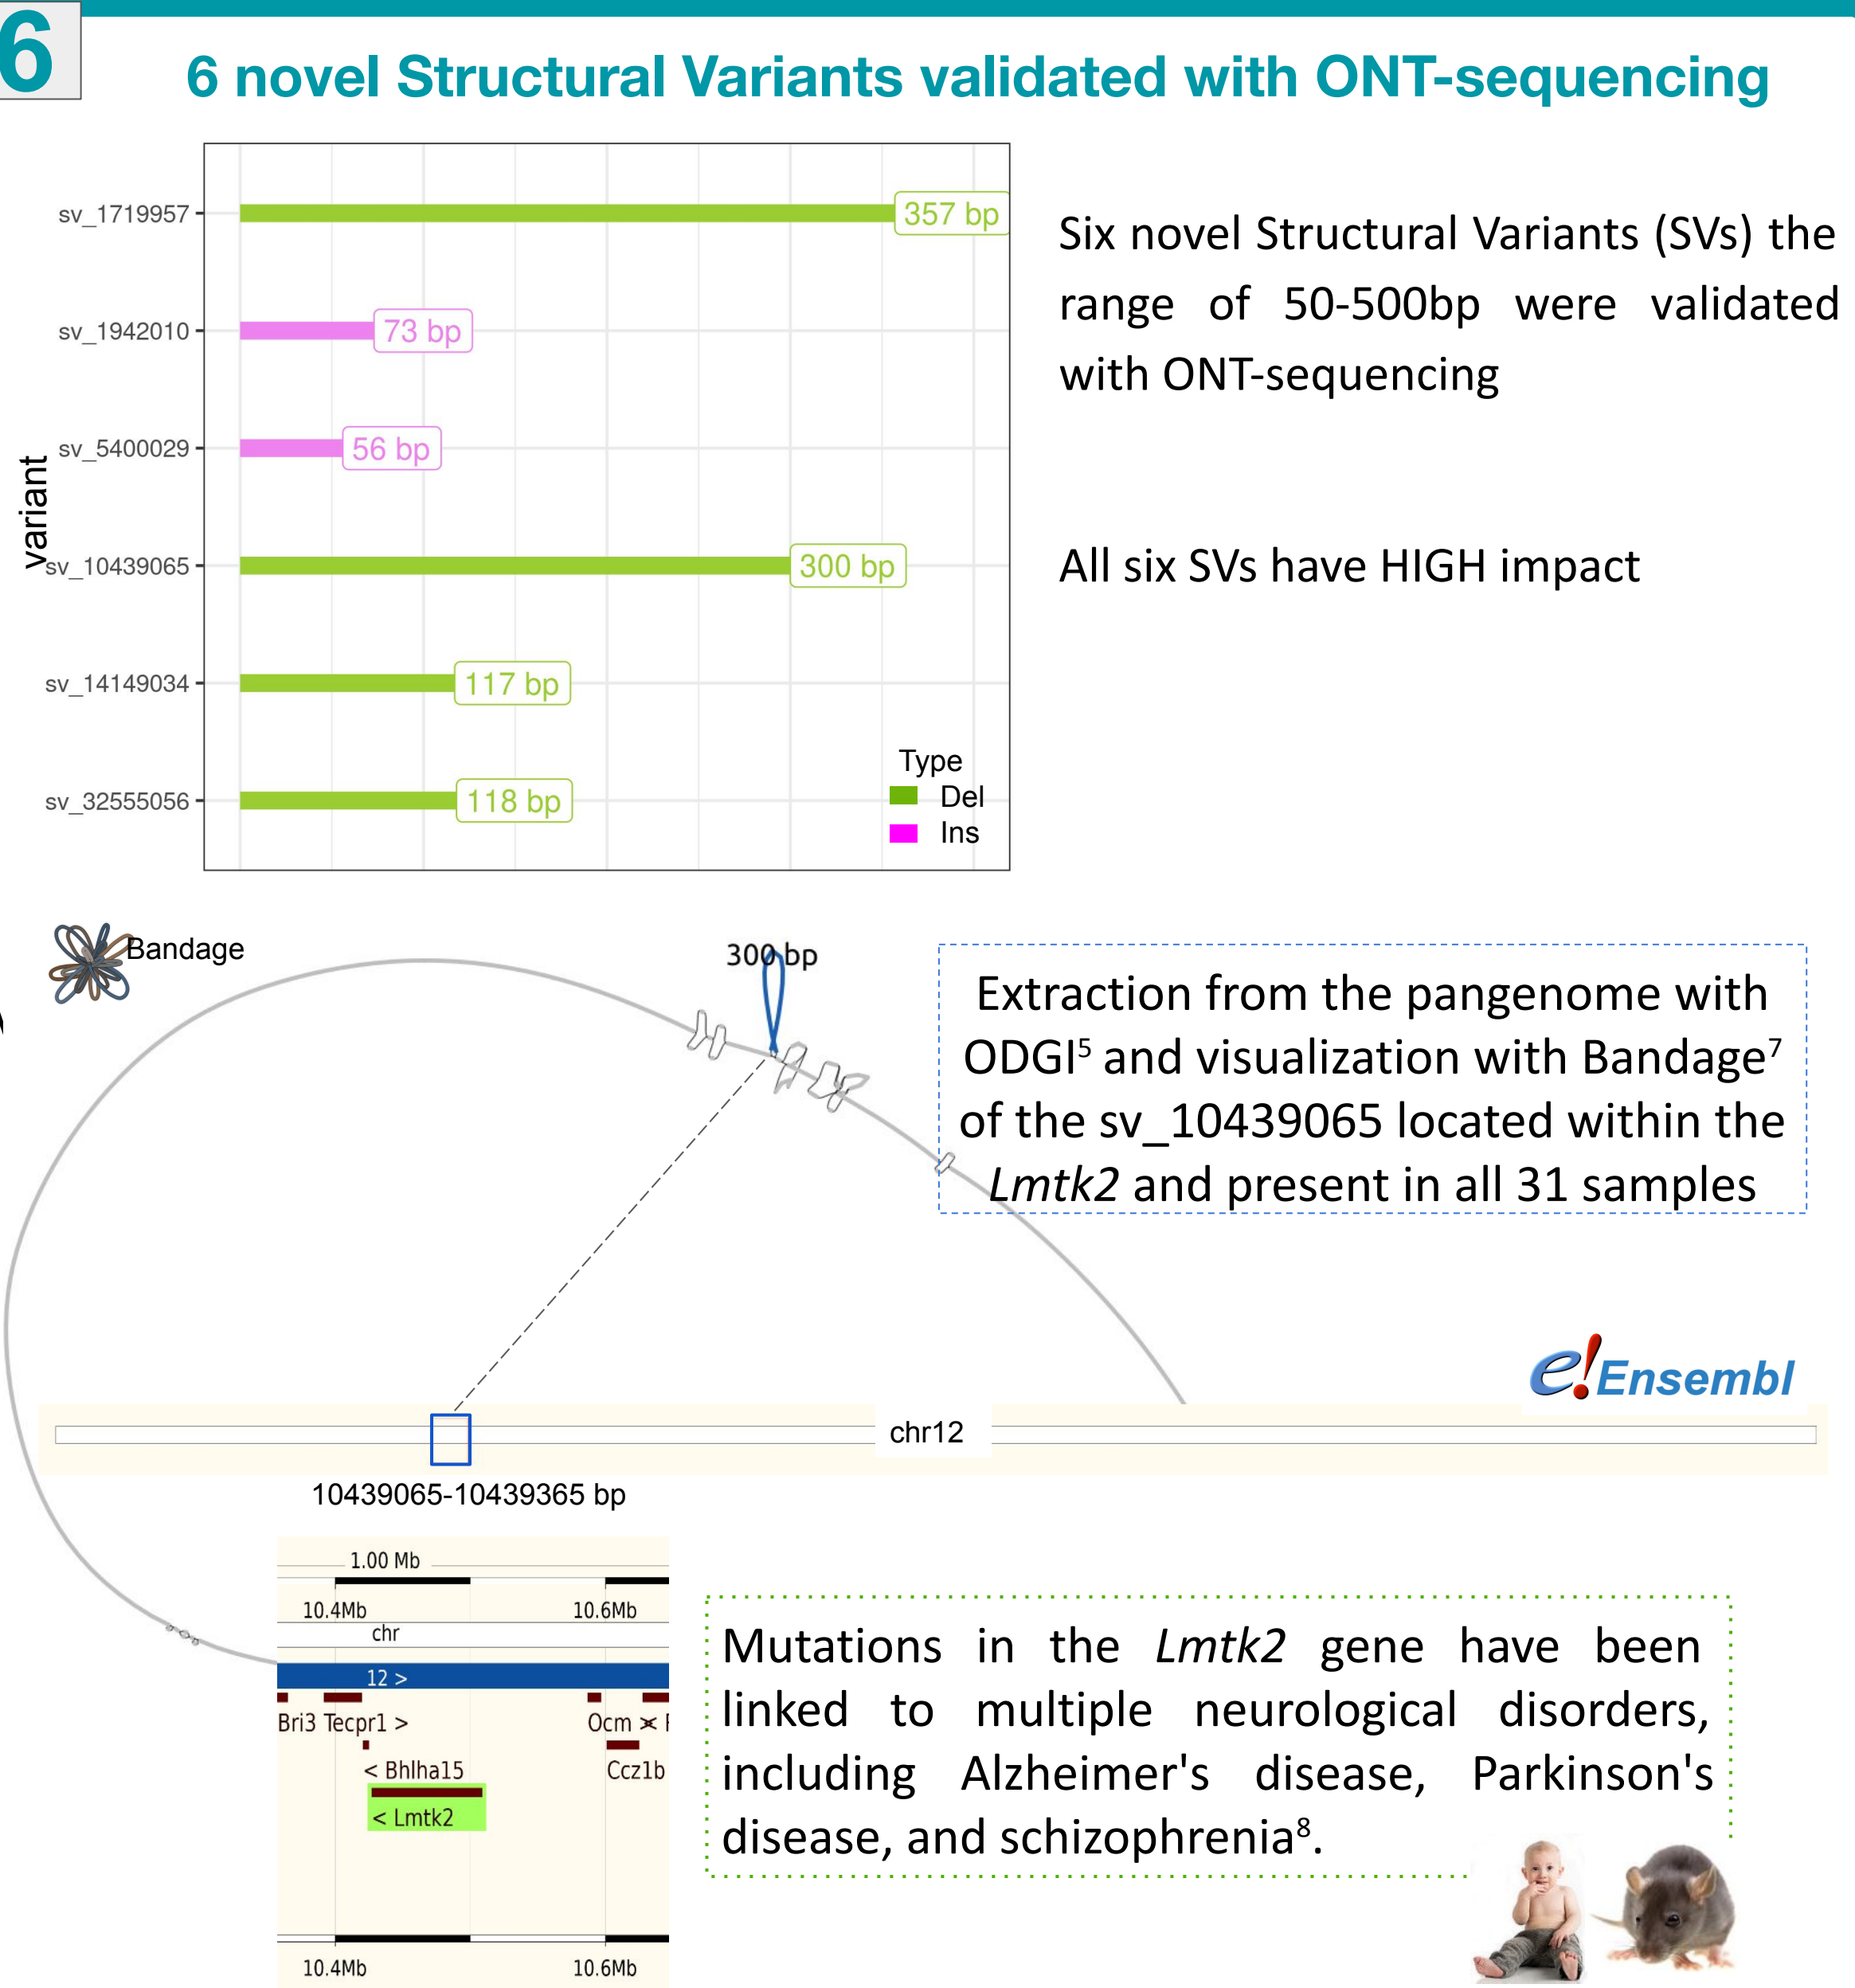 6
6 novel Structural Variants validated with ONT-sequencing
variant
sv_1719957
357 bp
sv_1942010
73 bp
sv_5400029
56 bp
sv_10439065
300 bp
sv_14149034
117 bp
sv_32555056
118 bp
Type
Del
Ins
Six novel Structural Variants (SVs) the
range of 50-500bp were validated
with ONT-sequencing
All six SVs have HIGH impact
Bandage
300 bp
Extraction from the pangenome with
ODGI⁵ and visualization with Bandage⁷
of the sv_10439065 located within the
Lmtk2 and present in all 31 samples
e!Ensembl
chr12
10439065-10439365 bp
1.00 Mb
10.4Mb 10.6Mb
chr
12 >
Bri3 Tecpr1 > Ocm
< Bhlha15 Ccz1b
< Lmtk2
10.4Mb 10.6Mb
Mutations in the Lmtk2 gene have been
linked to multiple neurological disorders,
including Alzheimer's disease, Parkinson's
disease, and schizophrenia⁸.